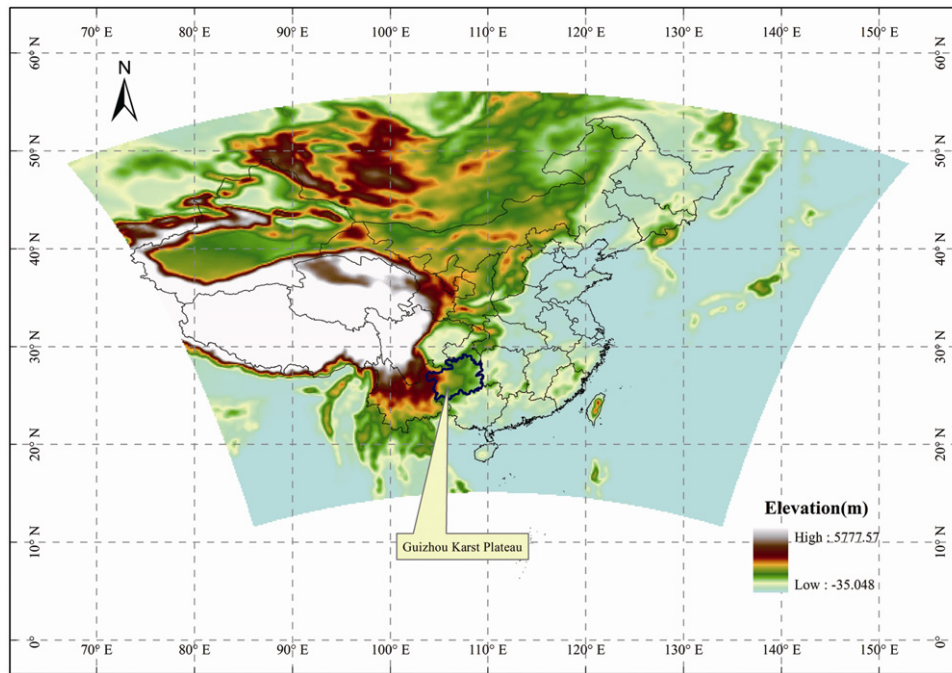 70° E 80° E 90° E 100° E 110° E 120° E 130° E 140° E 150° E
60° N 60° N
N
50° N 50° N
40° N 40° N
30° N 30° N
20° N 20° N
Elevation(m)
High : 5777.57
10° N 10° N
Guizhou Karst Plateau
Low : -35.048
0° 0°
70° E 80° E 90° E 100° E 110° E 120° E 130° E 140° E 150° E